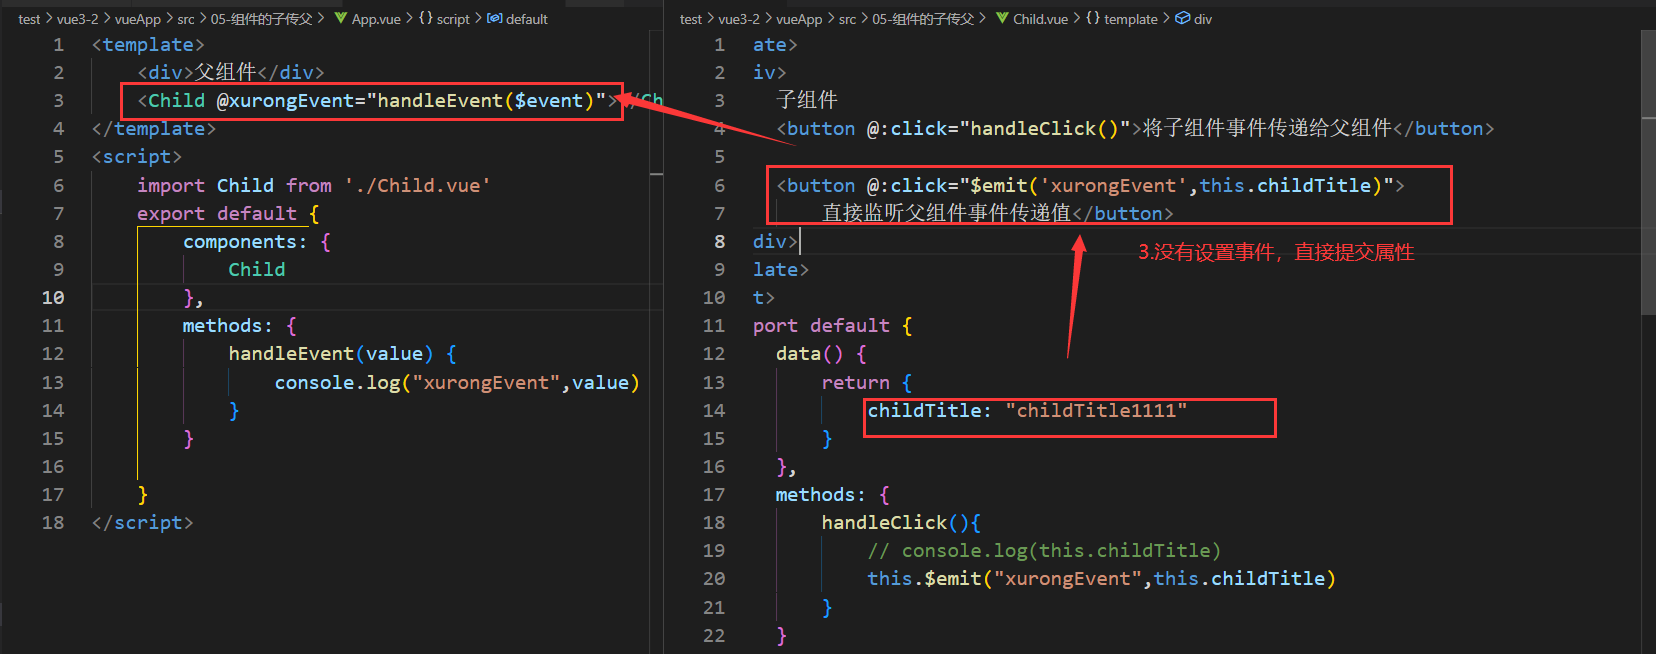 test > vue3-2 > vueApp > src > 05-组件的子传父 > App.vue > {} script > default
1 <template>
2 <div>父组件</div>
3 <Child @xurongEvent="handleEvent($event)"></Ch
4 </template>
5 <script>
6 import Child from './Child.vue'
7 export default {
8 components: {
9 Child
10 },
11 methods: {
12 handleEvent(value) {
13 console.log("xurongEvent",value)
14 }
15 }
16
17 }
18 </script>
test > vue3-2 > vueApp > src > 05-组件的子传父 > Child.vue > {} template > div
1 ate>
2 iv>
3 子组件
4 <button @:click="handleClick()">将子组件事件传递给父组件</button>
5
6 <button @:click="$emit('xurongEvent',this.childTitle)">
7 直接监听父组件事件传递值</button>
8 div>
3.没有设置事件，直接提交属性
9 late>
10 t>
11 port default {
12 data() {
13 return {
14 childTitle: "childTitle1111"
15 }
16 },
17 methods: {
18 handleClick(){
19 // console.log(this.childTitle)
20 this.$emit("xurongEvent",this.childTitle)
21 }
22 }